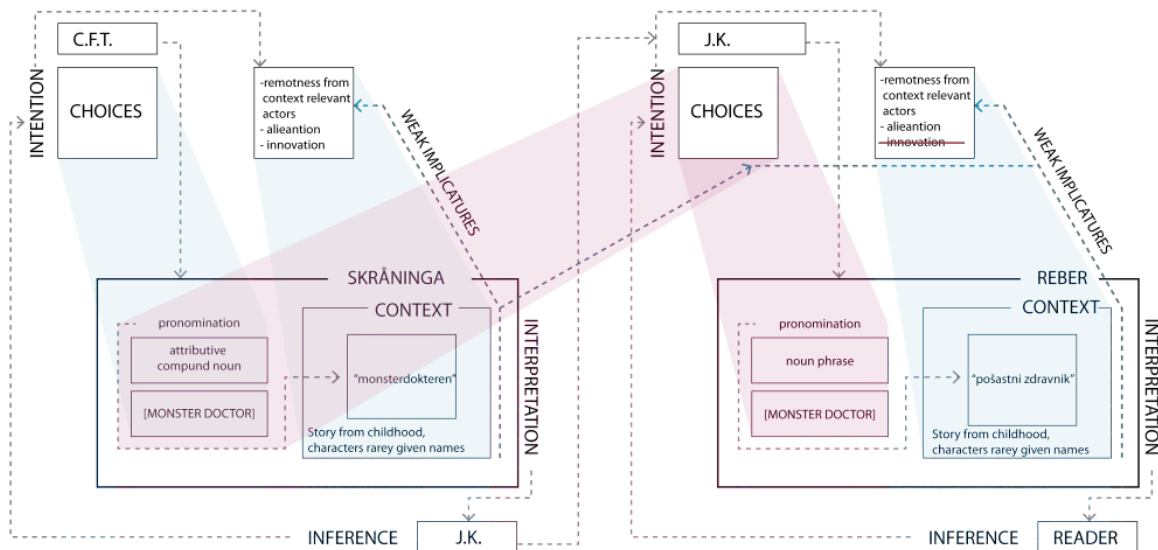 C.F.T.
INTENTION
CHOICES
-remotness from
context relevant
actors
- alieantion
- innovation
WEAK IMPLICATURES
SKRÅNINGA
pronomination
attributive
compund noun
[MONSTER DOCTOR]
CONTEXT
"monsterdokteren"
Story from childhood,
characters rarey given names
INTERPRETATION
INFERENCE
J.K.
J.K.
INTENTION
CHOICES
-remotness from
context relevant
actors
- alieantion
- innovation
WEAK IMPLICATURES
REBER
pronomination
noun phrase
[MONSTER DOCTOR]
CONTEXT
"pošastni zdravnik"
Story from childhood,
characters rarey given names
INTERPRETATION
INFERENCE
READER